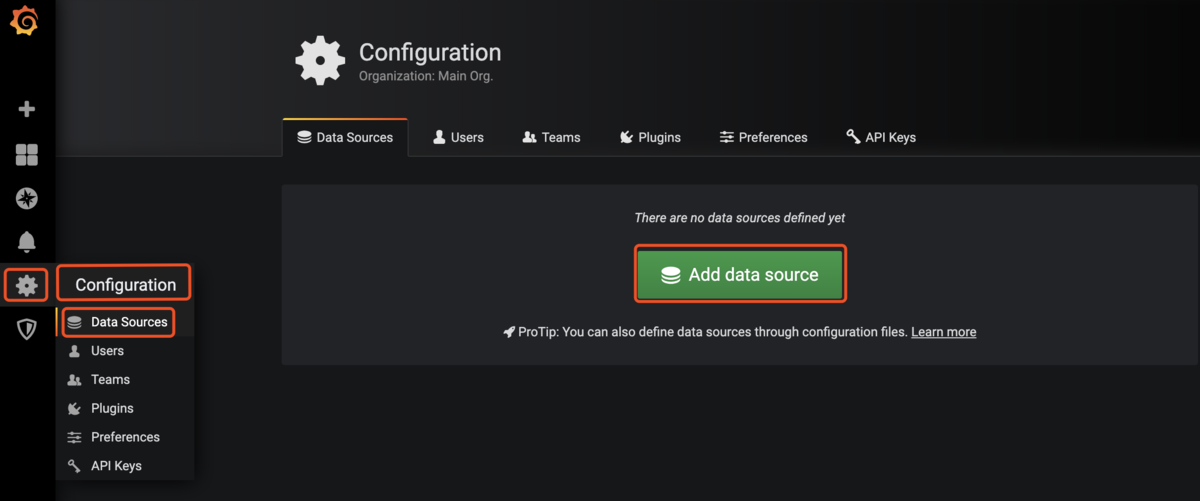 Configuration
Organization: Main Org.
Data Sources
Users
Teams
Plugins
Preferences
API Keys
There are no data sources defined yet
Add data source
ProTip: You can also define data sources through configuration files. Learn more
Configuration
Data Sources
Users
Teams
Plugins
Preferences
API Keys